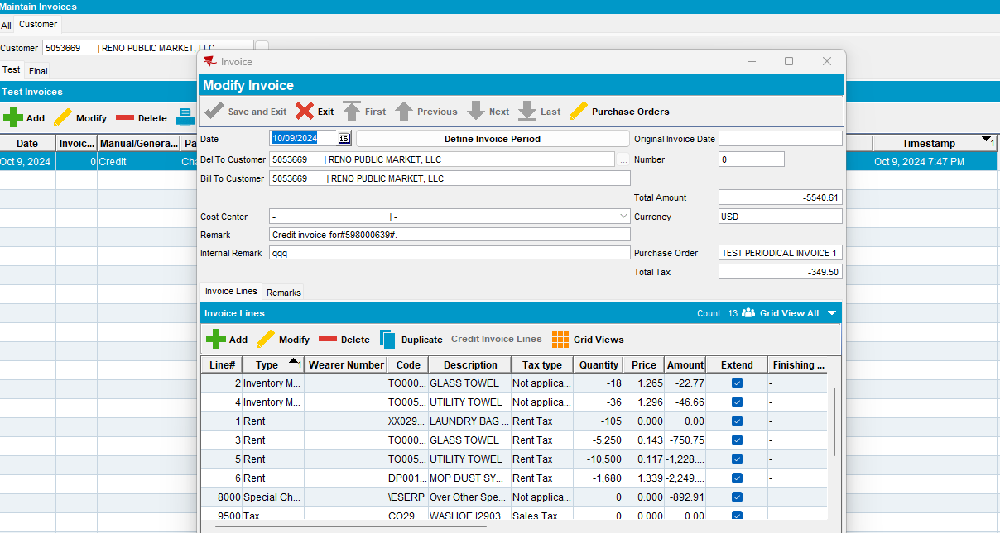 Maintain Invoices
All Customer
Customer 5053669 | RENO PUBLIC MARKET, LLC
Test Final
Test Invoices
Add Modify Delete
Date Invoic... Manual/Genera... Pa
Oct 9, 2024 0 Credit Cha
Timestamp 1
Oct 9, 2024 7:47 PM
Invoice
Modify Invoice
Save and Exit Exit First Previous Next Last Purchase Orders
Date 10/09/2024 16 Define Invoice Period Original Invoice Date
Del To Customer 5053669 | RENO PUBLIC MARKET, LLC ... Number 0
Bill To Customer 5053669 | RENO PUBLIC MARKET, LLC
Total Amount -5540.61
Cost Center - | - Currency USD
Remark Credit invoice for#598000639#.
Internal Remark qqq Purchase Order TEST PERIODICAL INVOICE 1
Total Tax -349.50
Invoice Lines Remarks
Invoice Lines Count : 13 Grid View All
Add Modify Delete Duplicate Credit Invoice Lines Grid Views
Line# Type 1 Wearer Number Code Description Tax type Quantity Price Amount Extend Finishing ...
2 Inventory M... TO000... GLASS TOWEL Not applica... -18 1.265 -22.77 -
4 Inventory M... TO005... UTILITY TOWEL Not applica... -36 1.296 -46.66 -
1 Rent XX029... LAUNDRY BAG ... Rent Tax -105 0.000 0.00 -
3 Rent TO000... GLASS TOWEL Rent Tax -5,250 0.143 -750.75 -
5 Rent TO005... UTILITY TOWEL Rent Tax -10,500 0.117 -1,228.... -
6 Rent DP001... MOP DUST SY... Rent Tax -1,680 1.339 -2,249.... -
8000 Special Ch... \ESERP Over Other Spe... Not applica... 0 0.000 -892.91
9500 Tax CO29 WASHOE I2903 Sales Tax 0 0.000 0.00